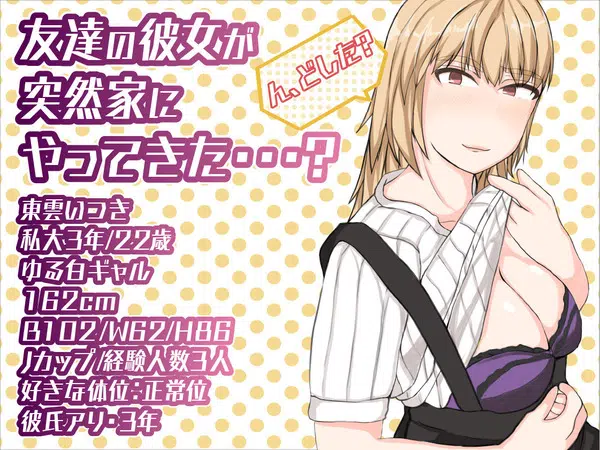 友達の彼女が
突然家に
やってきた・・・?
ん、どした?
東雲いつき
私大3年/22歳
ゆる白ギャル
162cm
B102/W62/H86
Jカップ/経験人数3人
好きな体位:正常位
彼氏アリ・3年